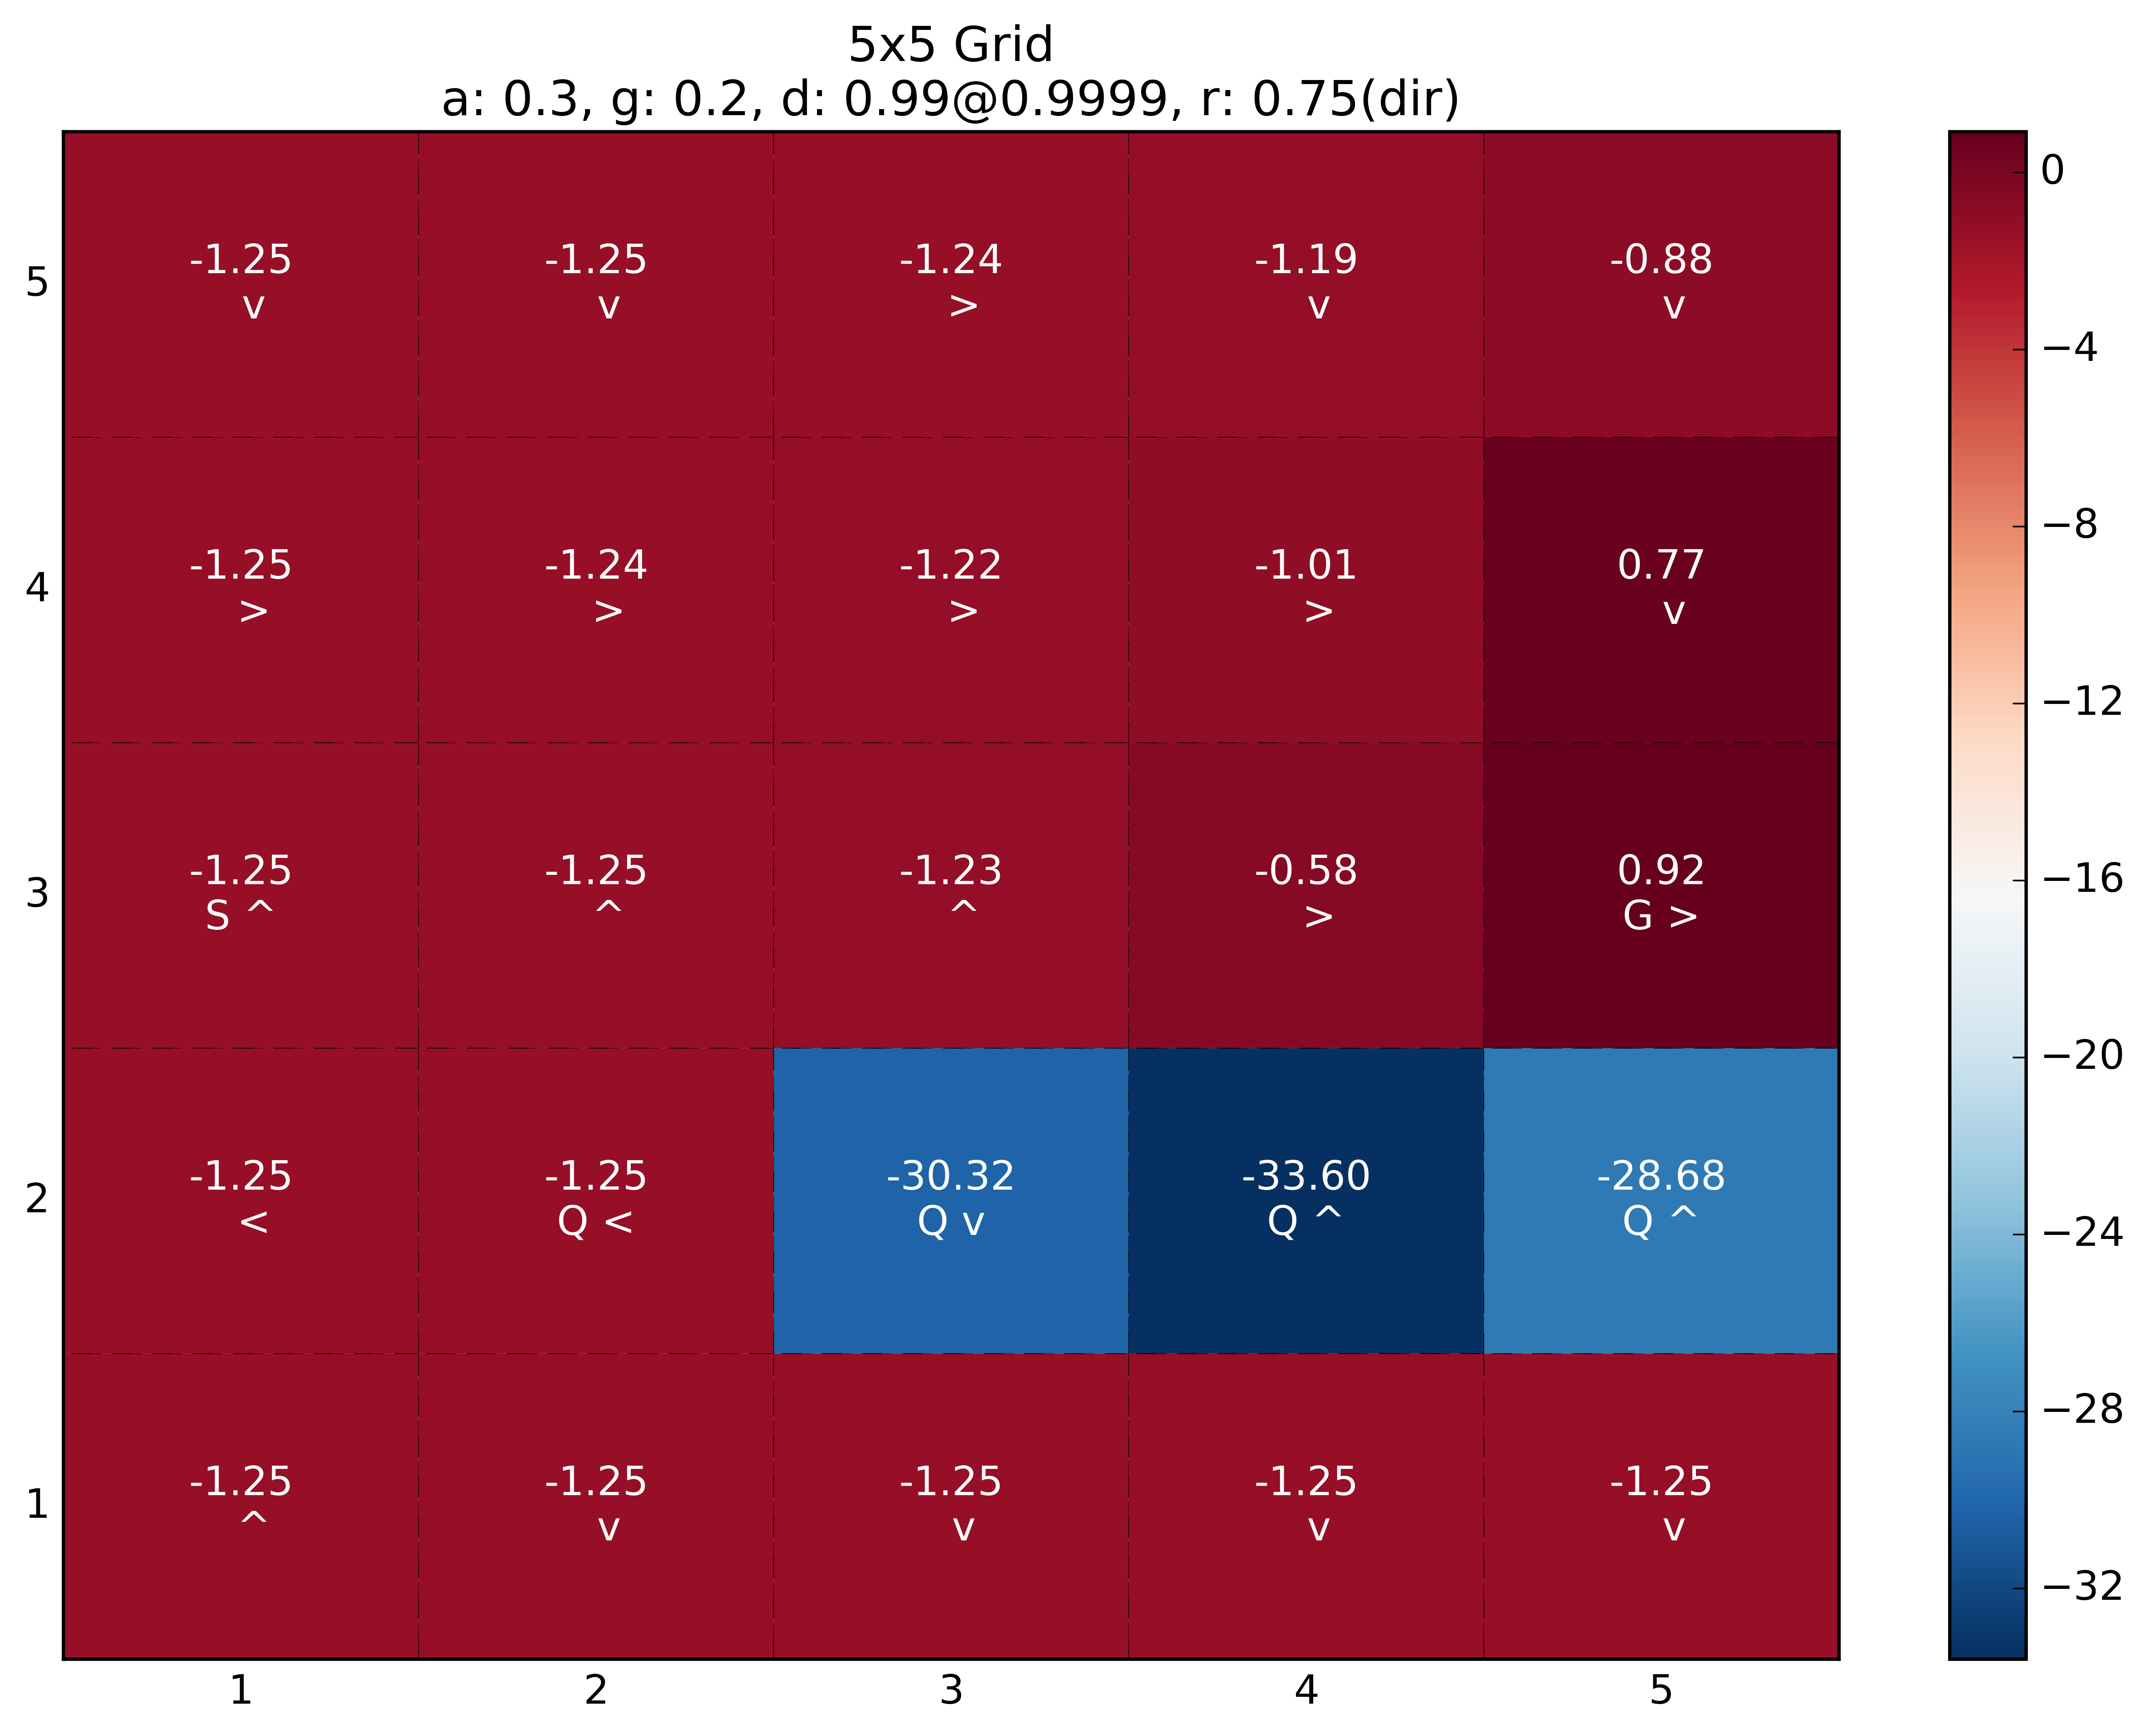 5x5 Grid
a: 0.3, g: 0.2, d: 0.99@0.9999, r: 0.75(dir)
5
-1.25 -1.25 -1.24 -1.19 -0.88
v v > v v
4
-1.25 -1.24 -1.22 -1.01 0.77
> > > > v
3
-1.25 -1.25 -1.23 -0.58 0.92
S ^ ^ ^ > G >
2
-1.25 -1.25 -30.32 -33.60 -28.68
< Q < Q v Q ^ Q ^
1
-1.25 -1.25 -1.25 -1.25 -1.25
^ v v v v
1 2 3 4 5
0
−4
−8
−12
−16
−20
−24
−28
−32